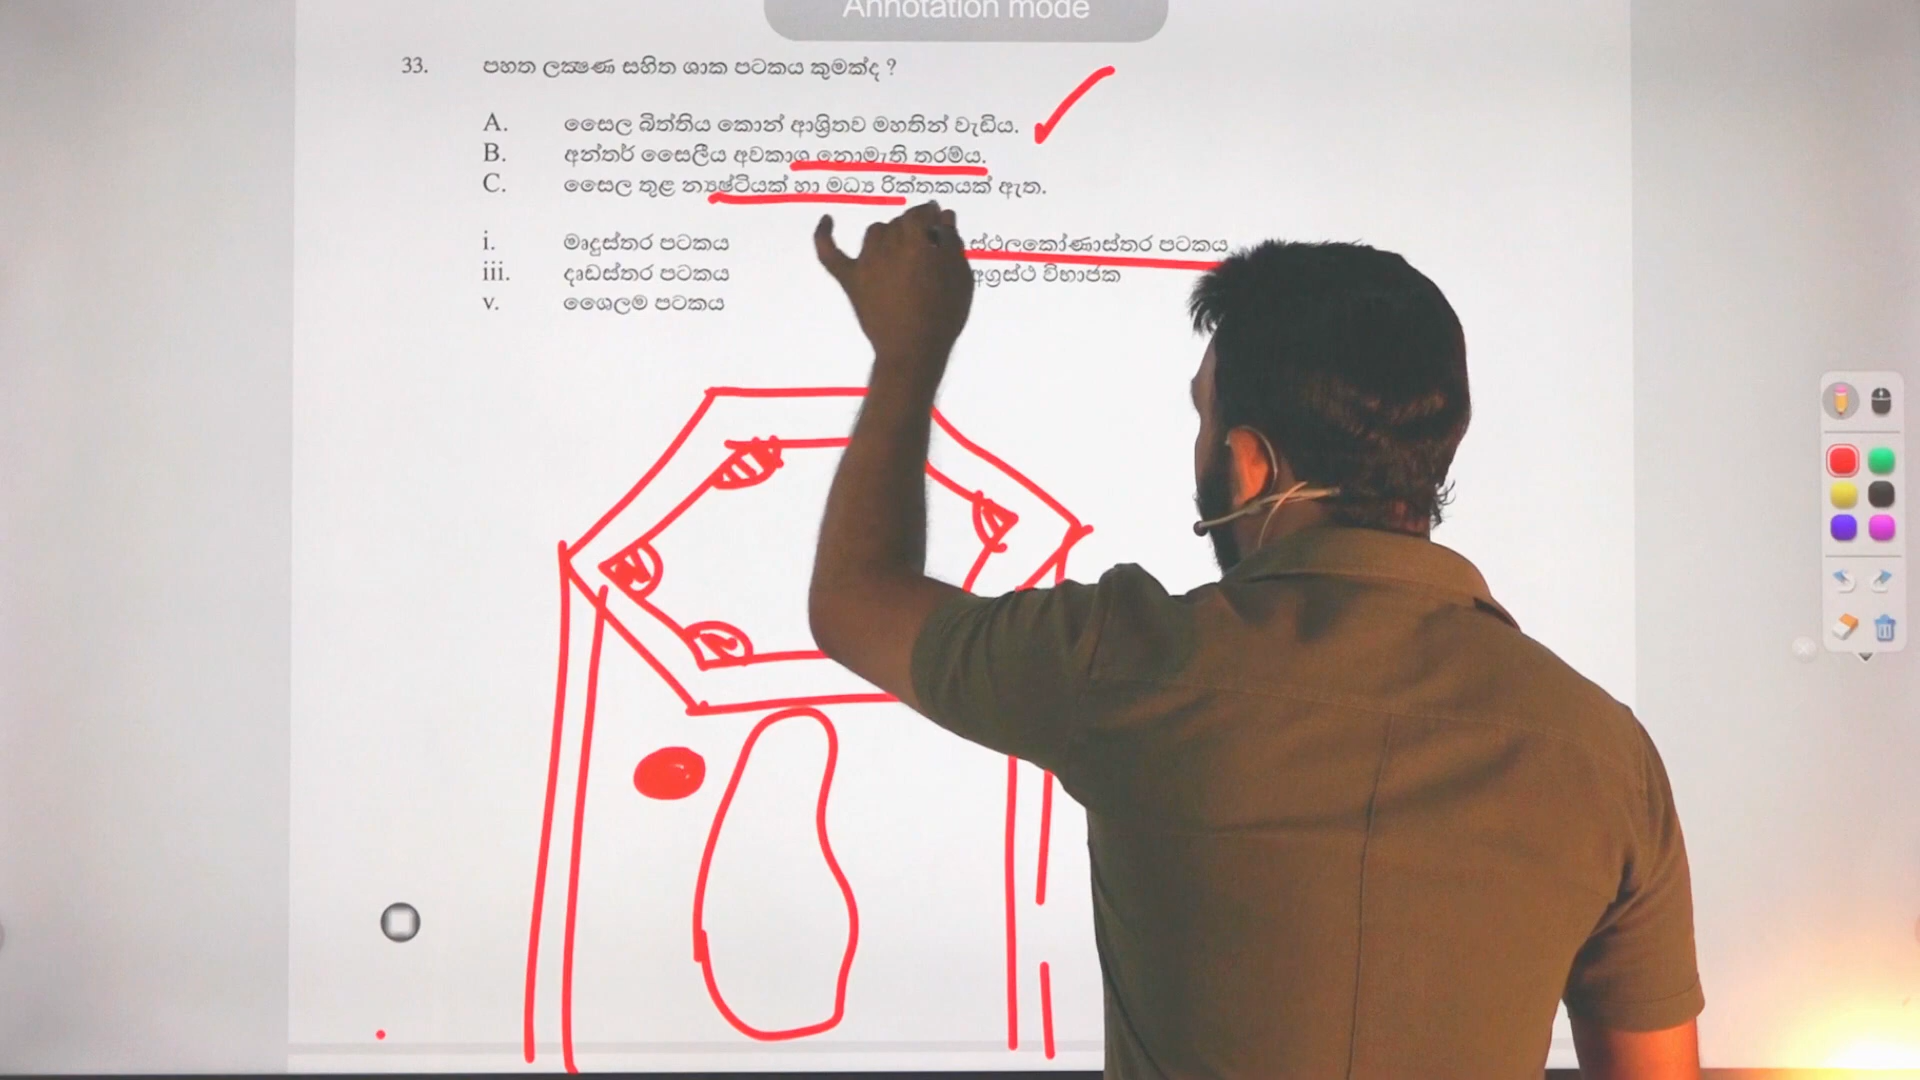 Annotation mode
33. පහත ලක්‍ෂණ සහිත ශාක පටකය කුමක්ද ?
A. සෛල බිත්තිය කොන් ආශ්‍රිතව මහතින් වැඩිය.
B. අන්තර් සෛලීය අවකාශ නොමැති තරම්ය.
C. සෛල තුළ න්‍යෂ්ටියක් හා මධ්‍ය රික්තකයක් ඇත.
i. මෘදුස්තර පටකය ස්ථූලකෝණාස්තර පටකය
iii. දෘඩස්තර පටකය අග්‍රස්ථ විභාජක
v. ශෛලම පටකය